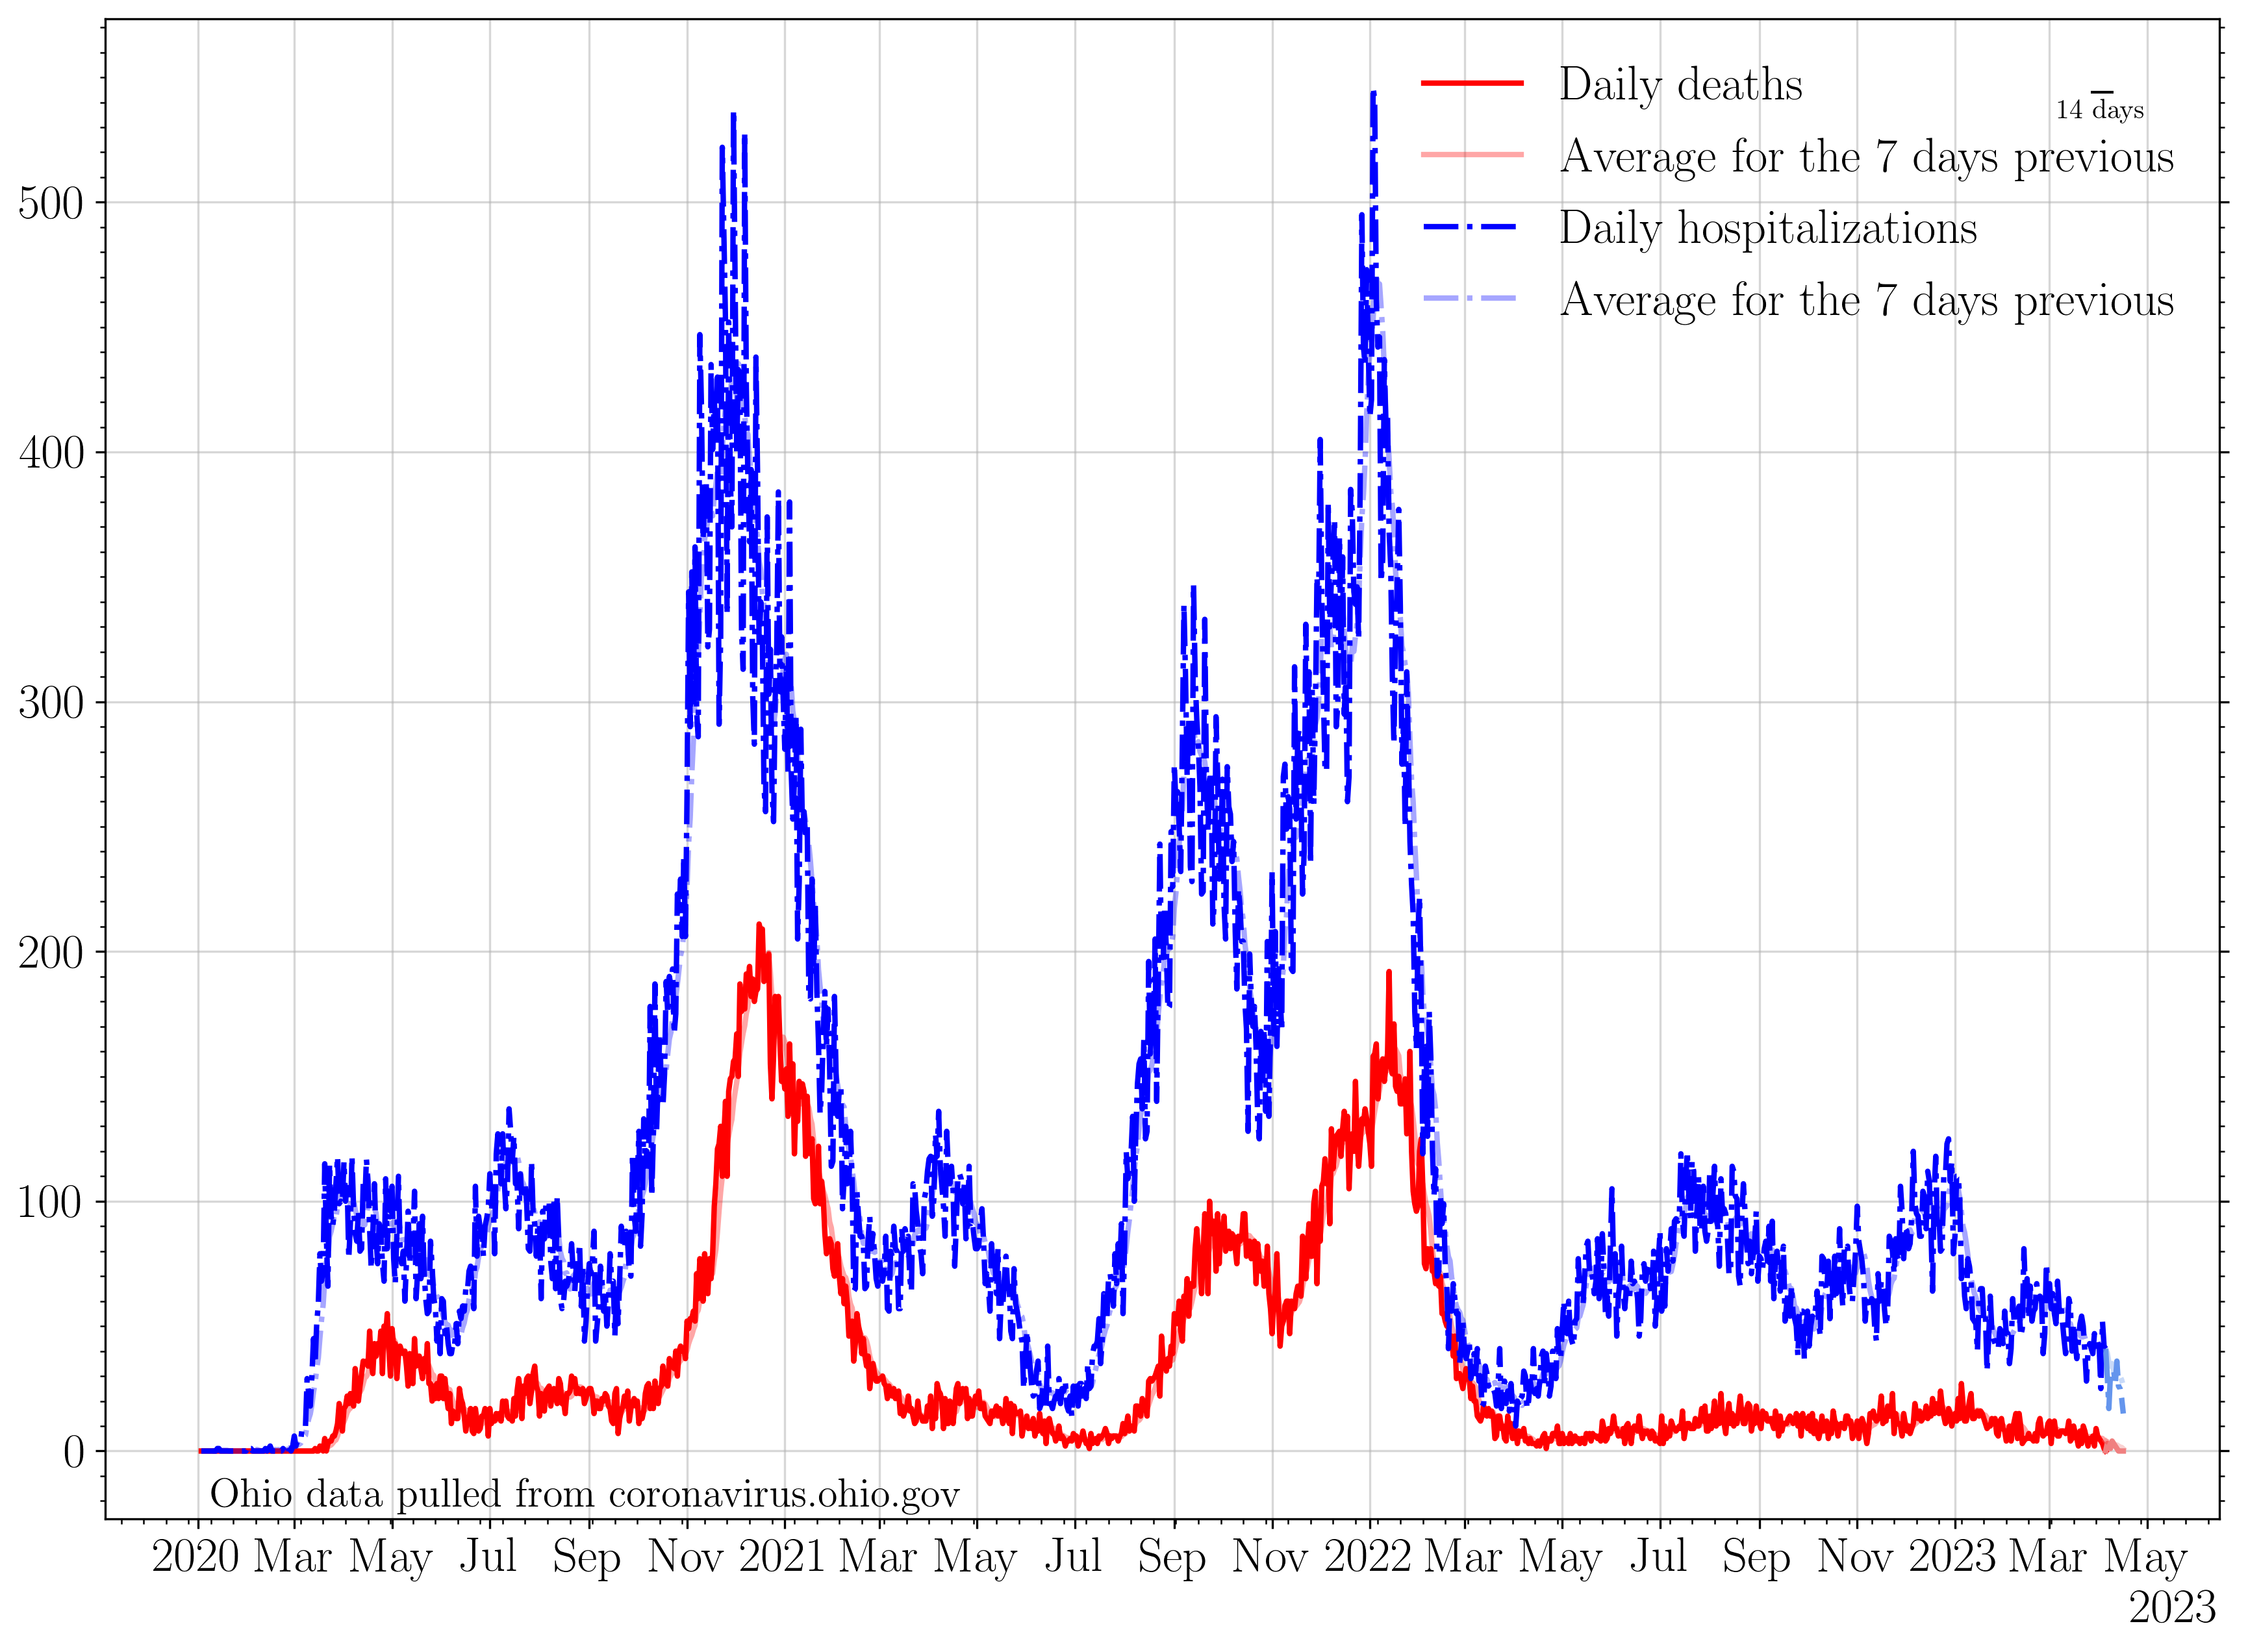 Daily deaths
14 days
Average for the 7 days previous
Daily hospitalizations
Average for the 7 days previous
500
400
300
200
100
0
Ohio data pulled from coronavirus.ohio.gov
2020 Mar May Jul Sep Nov 2021 Mar May Jul Sep Nov 2022 Mar May Jul Sep Nov 2023 Mar May
2023